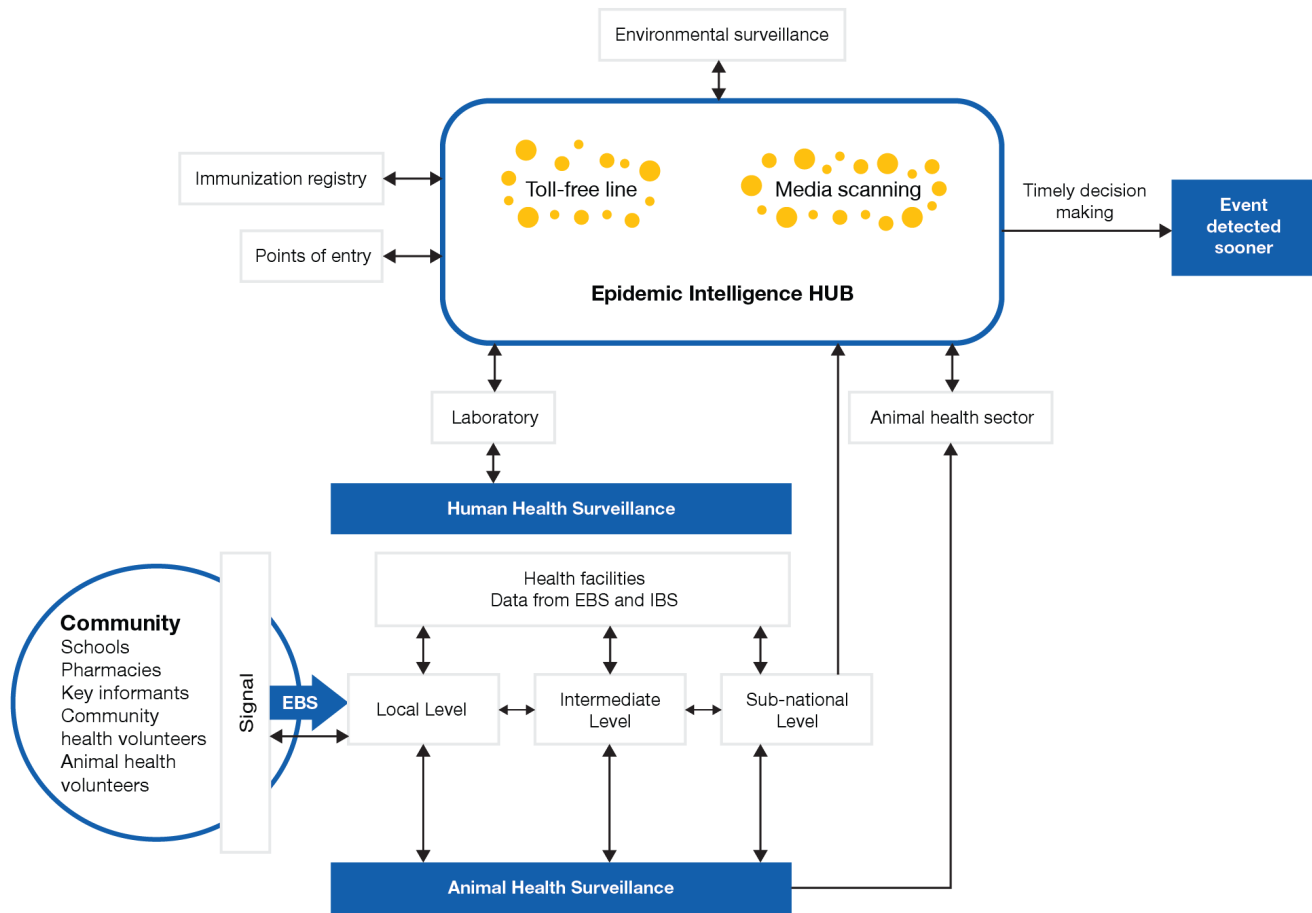 Environmental surveillance
Immunization registry
Points of entry
Toll-free line
Media scanning
Epidemic Intelligence HUB
Timely decision
making
Event
detected
sooner
Laboratory
Animal health sector
Human Health Surveillance
Health facilities
Data from EBS and IBS
Community
Schools
Pharmacies
Key informants
Community
health volunteers
Animal health
volunteers
Signal
EBS
Local Level
Intermediate
Level
Sub-national
Level
Animal Health Surveillance